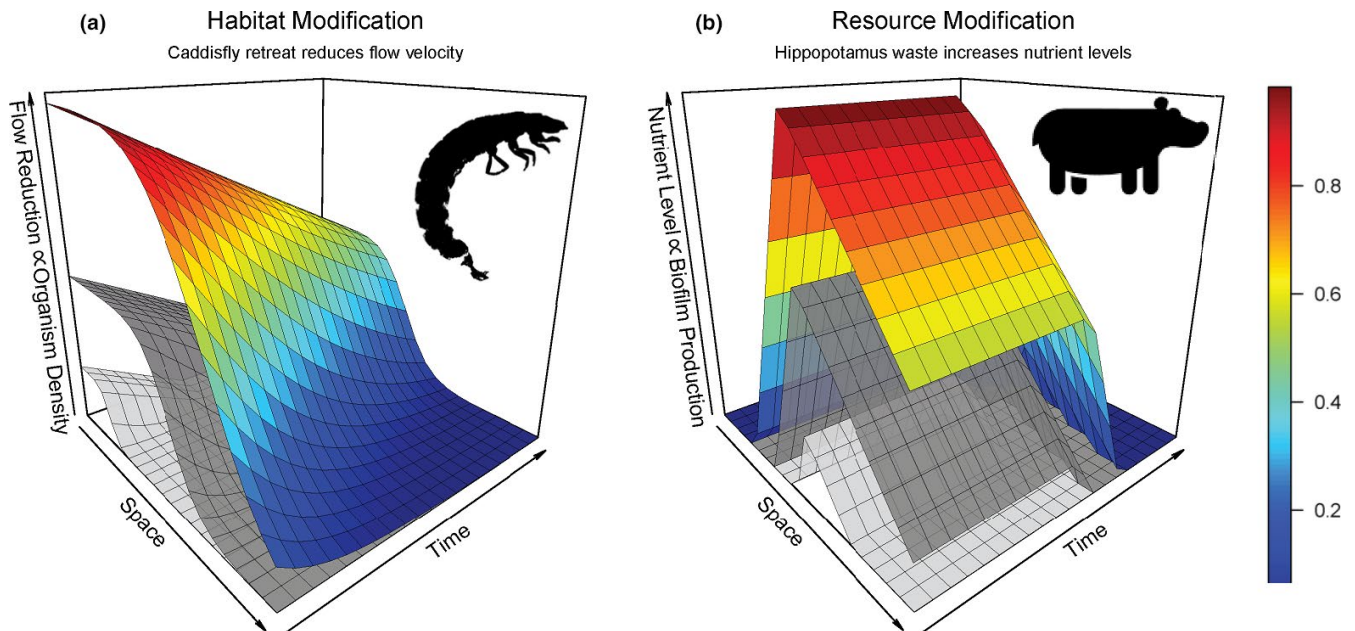 (a) Habitat Modification
Caddisfly retreat reduces flow velocity
Flow Reduction ∝ Organism Density
Space
Time
(b) Resource Modification
Hippopotamus waste increases nutrient levels
Nutrient Level ∝ Biofilm Production
Space
Time
0.8
0.6
0.4
0.2